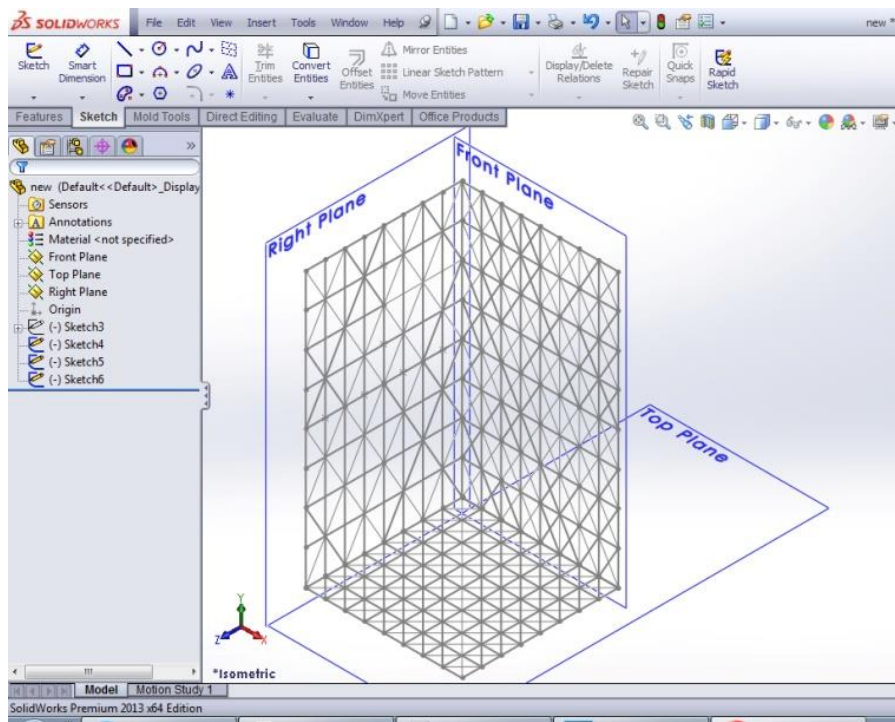 SOLIDWORKS File Edit View Insert Tools Window Help new *
Sketch Smart Dimension Trim Entities Convert Entities Offset Entities Mirror Entities Linear Sketch Pattern Move Entities Display/Delete Relations Repair Sketch Quick Snaps Rapid Sketch
Features Sketch Mold Tools Direct Editing Evaluate DimXpert Office Products
new (Default<<Default>_Display
Sensors
Annotations
Material <not specified>
Front Plane
Top Plane
Right Plane
Origin
(-) Sketch3
(-) Sketch4
(-) Sketch5
(-) Sketch6
Front Plane
Right Plane
Top Plane
Y
Z X
*Isometric
Model Motion Study 1
SolidWorks Premium 2013 x64 Edition